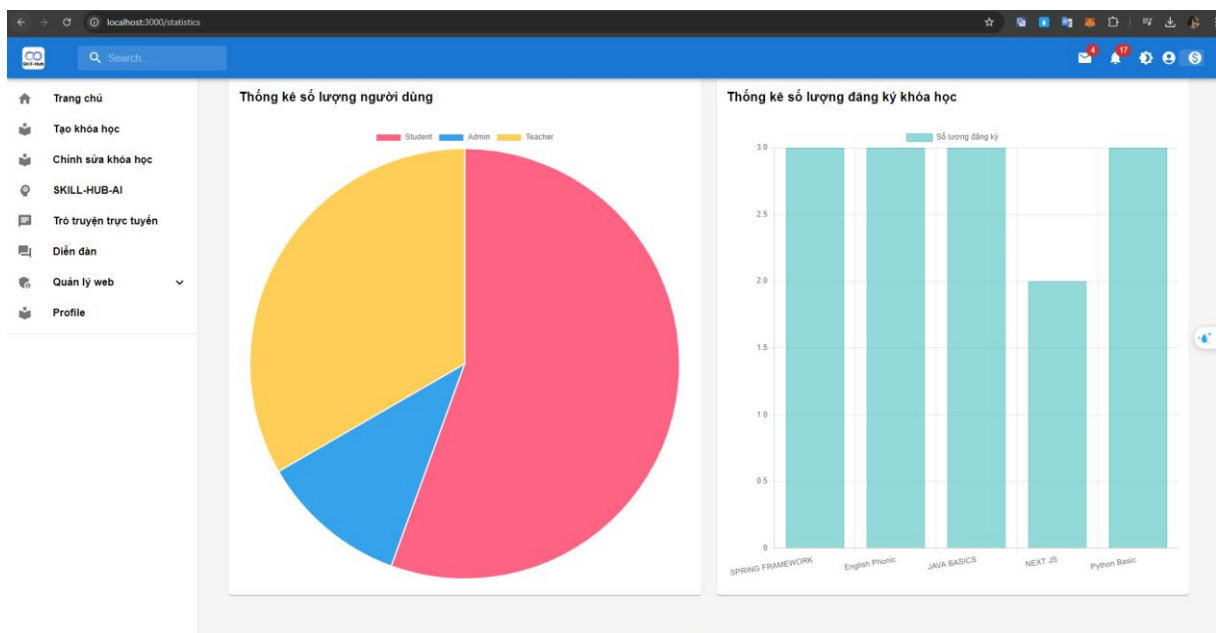 localhost:3000/statistics
Skill-Hub
Search...
4
17
Trang chủ
Tạo khóa học
Chỉnh sửa khóa học
SKILL-HUB-AI
Trò truyện trực tuyến
Diễn đàn
Quản lý web
Profile
Thống kê số lượng người dùng
Student Admin Teacher
Thống kê số lượng đăng ký khóa học
Số lượng đăng ký
3.0
2.5
2.0
1.5
1.0
0.5
0
SPRING FRAMEWORK
English Phonic
JAVA BASICS
NEXT JS
Python Basic